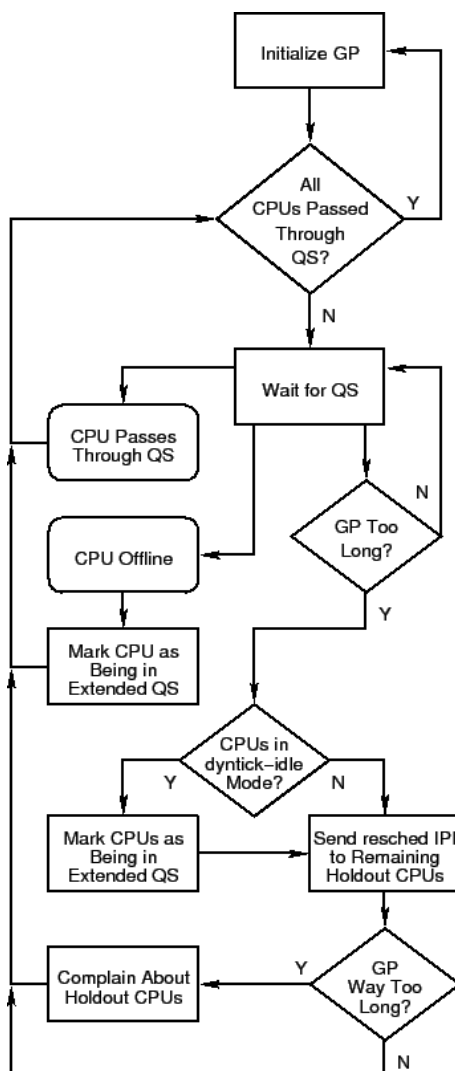 Initialize GP
All
CPUs Passed
Through
QS?
Y
N
Wait for QS
CPU Passes
Through QS
N
GP Too
Long?
CPU Offline
Y
Mark CPU as
Being in
Extended QS
CPUs in
dyntick-idle
Mode?
Y
N
Mark CPUs as
Being in
Extended QS
Send resched IPI
to Remaining
Holdout CPUs
Y
GP
Way Too
Long?
Complain About
Holdout CPUs
N